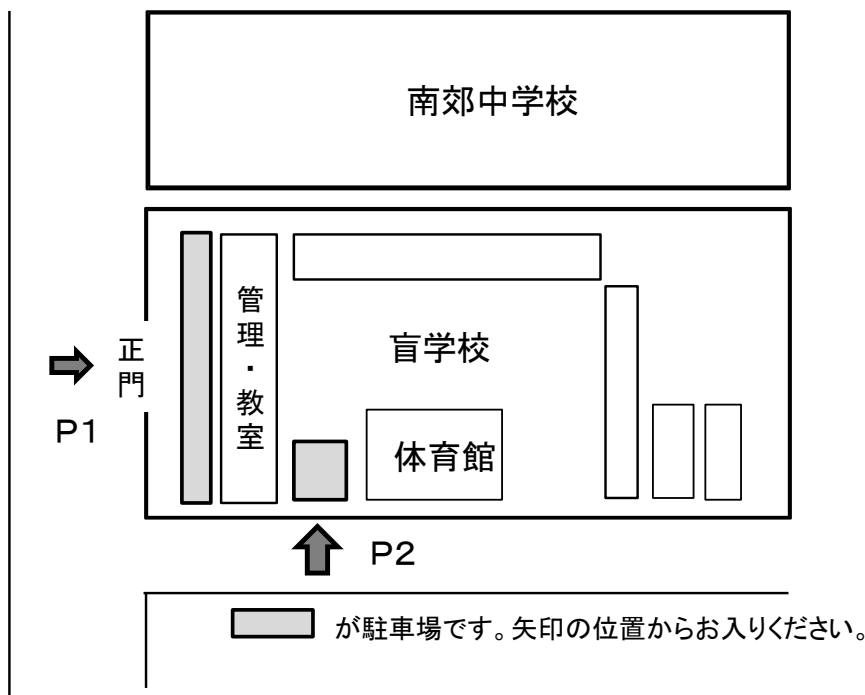 南郊中学校
正門
管理・教室
盲学校
P1
体育館
P2
が駐車場です。矢印の位置からお入りください。